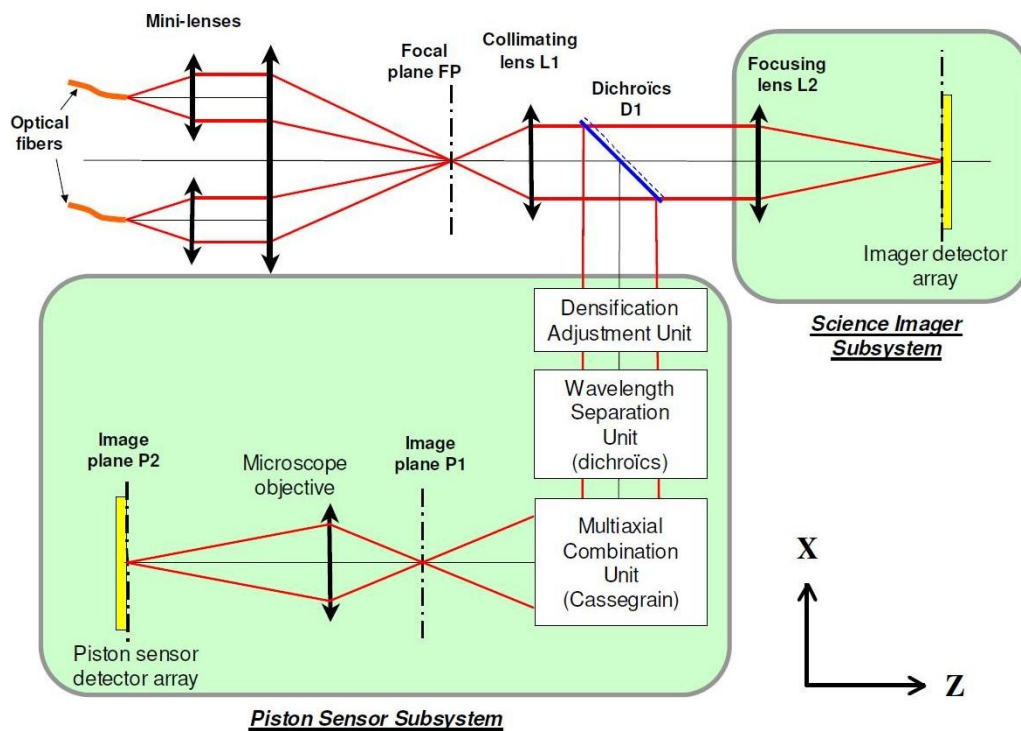 Mini-lenses
Optical
fibers
Focal
plane FP
Collimating
lens L1
Dichroïcs
D1
Focusing
lens L2
Imager detector
array
Science Imager
Subsystem
Densification
Adjustment Unit
Wavelength
Separation
Unit
(dichroïcs)
Multiaxial
Combination
Unit
(Cassegrain)
Image
plane P2
Microscope
objective
Image
plane P1
Piston sensor
detector array
Piston Sensor Subsystem
X
Z